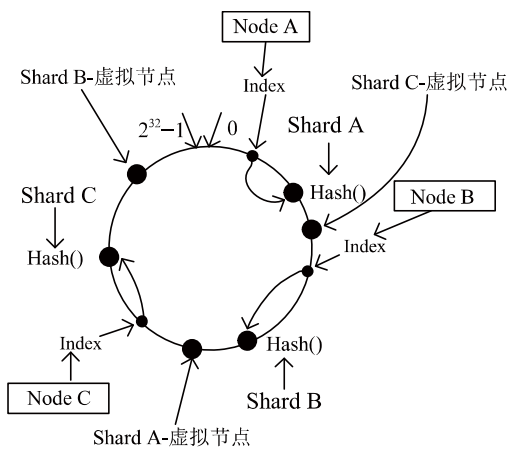 Node A
Shard B-虚拟节点
Index
Shard C-虚拟节点
2³²−1
0
Shard A
Hash()
Shard C
Node B
Hash()
Index
Index
Hash()
Node C
Shard B
Shard A-虚拟节点